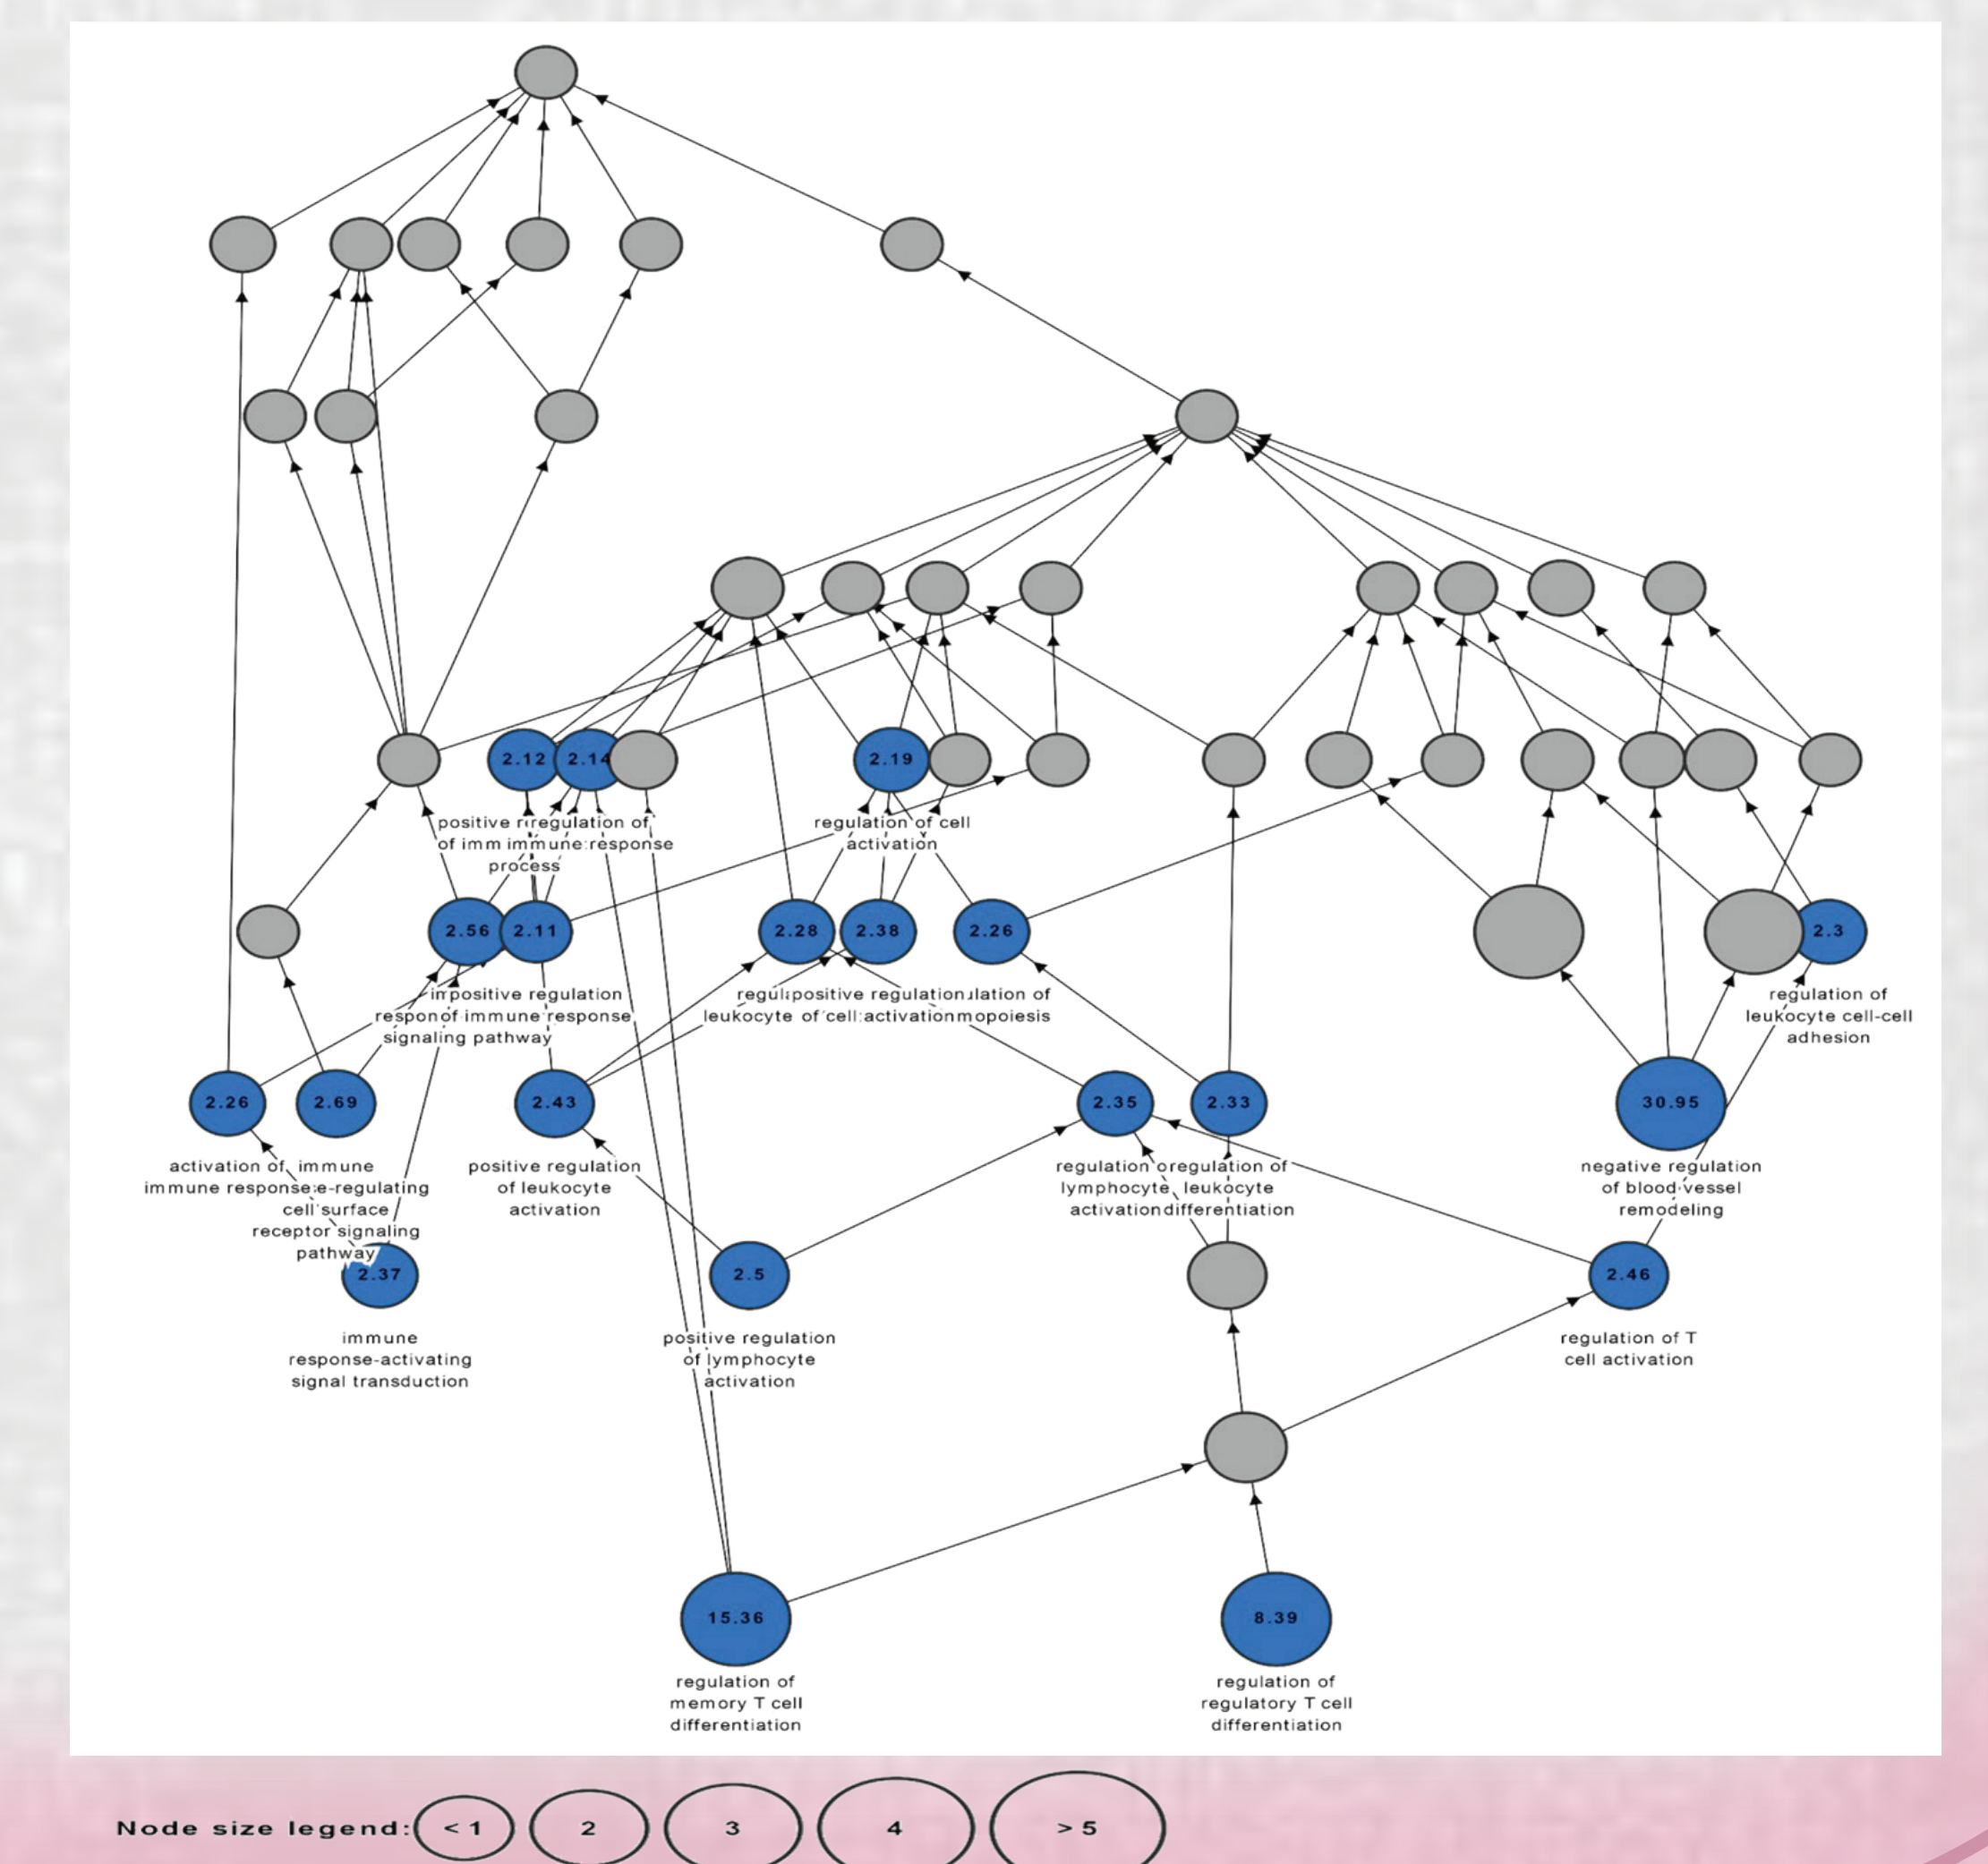 2.12
2.14
2.19
positive r
regulation of
of imm
immune response
process
regulation of cell
activation
2.56
2.11
2.28
2.38
2.26
2.3
positive regulation
of immune response
signaling pathway
positive regulation
leukocyte
of cell activation
regulation of
leukocyte cell-cell
adhesion
2.26
2.69
2.43
2.35
2.33
30.95
activation of
immune response
immune
e-regulating
cell surface
receptor signaling
pathway
positive regulation
of leukocyte
activation
regulation o
lymphocyte
activation
regulation of
leukocyte
differentiation
negative regulation
of blood vessel
remodeling
2.37
2.5
2.46
immune
response-activating
signal transduction
positive regulation
of lymphocyte
activation
regulation of T
cell activation
15.36
8.39
regulation of
memory T cell
differentiation
regulation of
regulatory T cell
differentiation
Node size legend: < 1 2 3 4 > 5